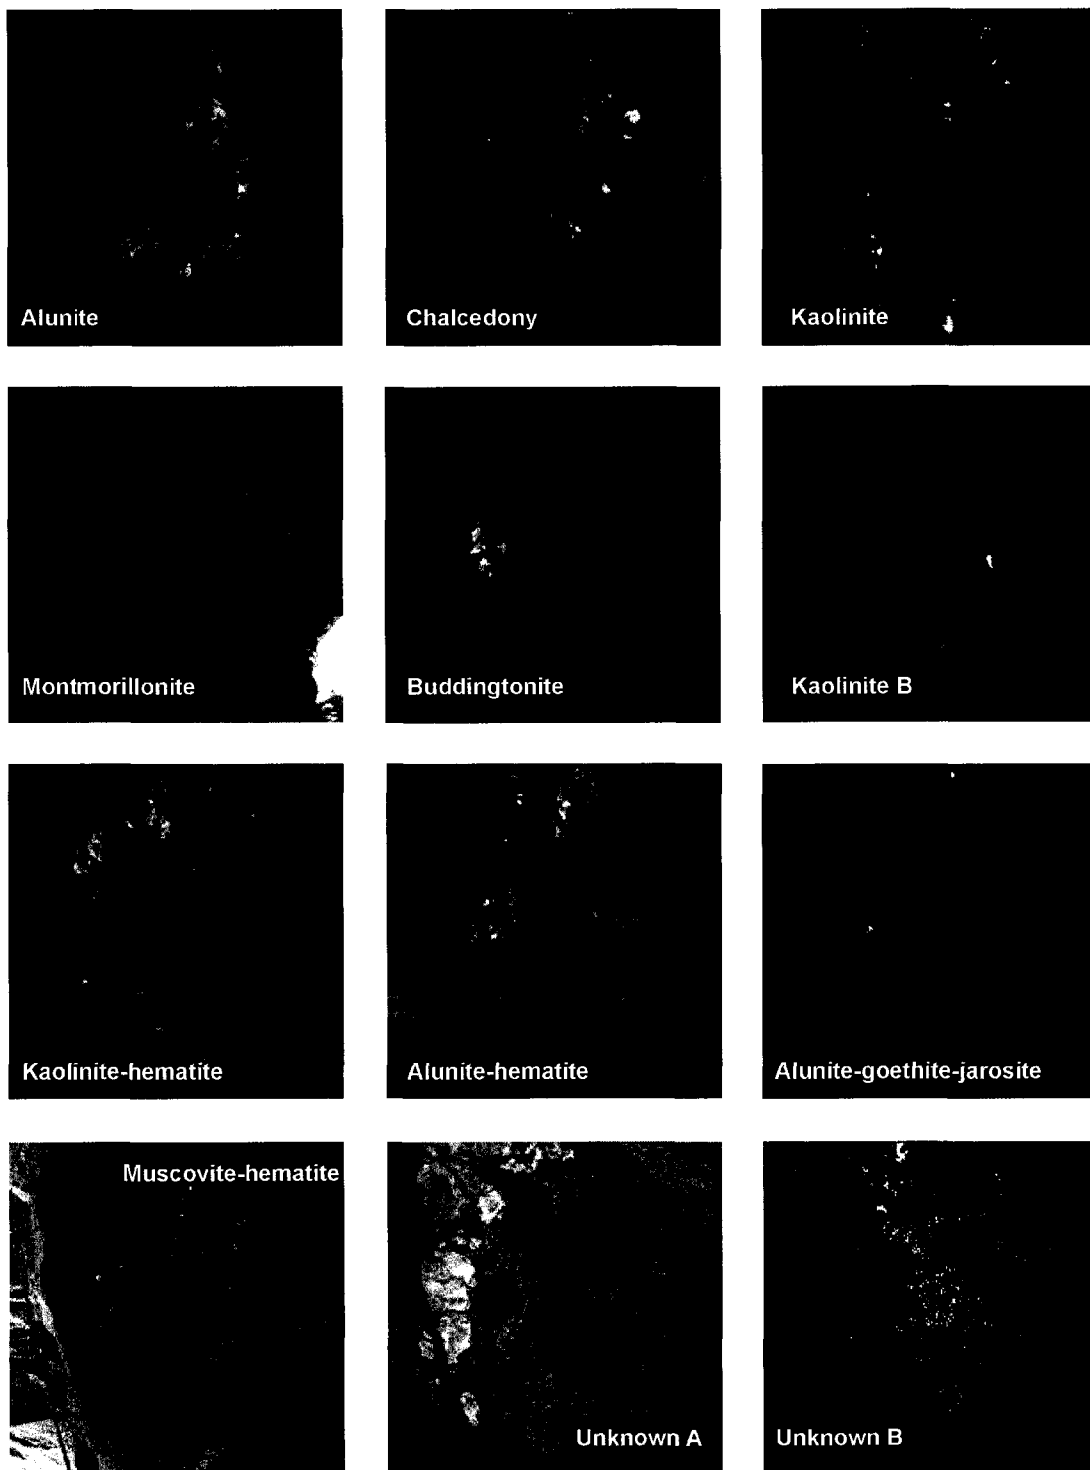 Alunite
Chalcedony
Kaolinite
Montmorillonite
Buddingtonite
Kaolinite B
Kaolinite-hematite
Alunite-hematite
Alunite-goethite-jarosite
Muscovite-hematite
Unknown A
Unknown B